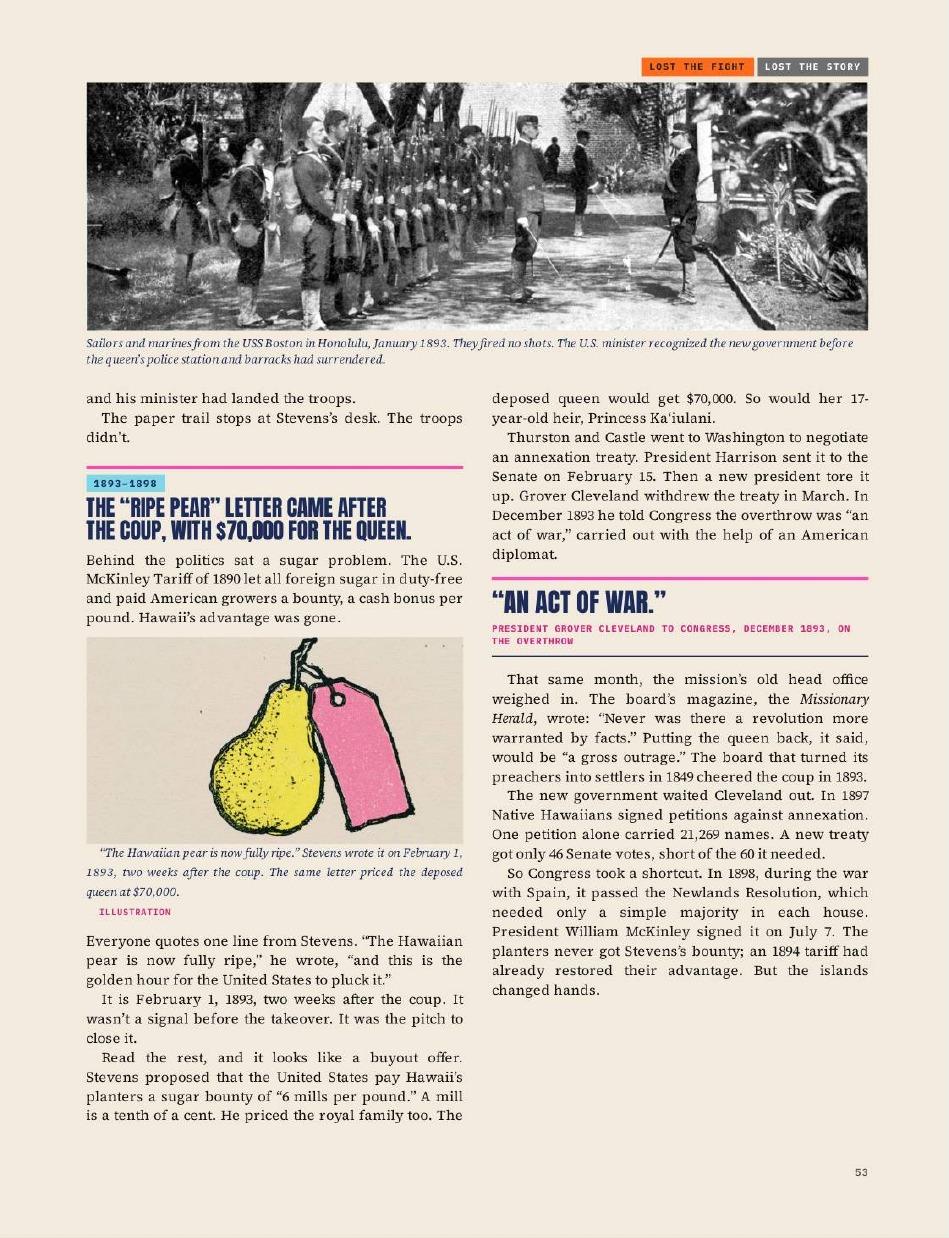 LOST THE FIGHT LOST THE STORY
Sailors and marines from the USS Boston in Honolulu, January 1893. They fired no shots. The U.S. minister recognized the new government before
the queen's police station and barracks had surrendered.
and his minister had landed the troops.
The paper trail stops at Stevens's desk. The troops
didn't.
1893–1898
THE “RIPE PEAR” LETTER CAME AFTER
THE COUP, WITH $70,000 FOR THE QUEEN.
Behind the politics sat a sugar problem. The U.S.
McKinley Tariff of 1890 let all foreign sugar in duty-free
and paid American growers a bounty, a cash bonus per
pound. Hawaii’s advantage was gone.
“The Hawaiian pear is now fully ripe.” Stevens wrote it on February 1,
1893, two weeks after the coup. The same letter priced the deposed
queen at $70,000.
ILLUSTRATION
Everyone quotes one line from Stevens. “The Hawaiian
pear is now fully ripe,” he wrote, “and this is the
golden hour for the United States to pluck it.”
It is February 1, 1893, two weeks after the coup. It
wasn’t a signal before the takeover. It was the pitch to
close it.
Read the rest, and it looks like a buyout offer.
Stevens proposed that the United States pay Hawaii’s
planters a sugar bounty of “6 mills per pound.” A mill
is a tenth of a cent. He priced the royal family too. The
deposed queen would get $70,000. So would her 17-
year-old heir, Princess Kaʻiulani.
Thurston and Castle went to Washington to negotiate
an annexation treaty. President Harrison sent it to the
Senate on February 15. Then a new president tore it
up. Grover Cleveland withdrew the treaty in March. In
December 1893 he told Congress the overthrow was “an
act of war,” carried out with the help of an American
diplomat.
“AN ACT OF WAR.”
PRESIDENT GROVER CLEVELAND TO CONGRESS, DECEMBER 1893, ON
THE OVERTHROW
That same month, the mission’s old head office
weighed in. The board’s magazine, the Missionary
Herald, wrote: “Never was there a revolution more
warranted by facts.” Putting the queen back, it said,
would be “a gross outrage.” The board that turned its
preachers into settlers in 1849 cheered the coup in 1893.
The new government waited Cleveland out. In 1897
Native Hawaiians signed petitions against annexation.
One petition alone carried 21,269 names. A new treaty
got only 46 Senate votes, short of the 60 it needed.
So Congress took a shortcut. In 1898, during the war
with Spain, it passed the Newlands Resolution, which
needed only a simple majority in each house.
President William McKinley signed it on July 7. The
planters never got Stevens’s bounty; an 1894 tariff had
already restored their advantage. But the islands
changed hands.
53